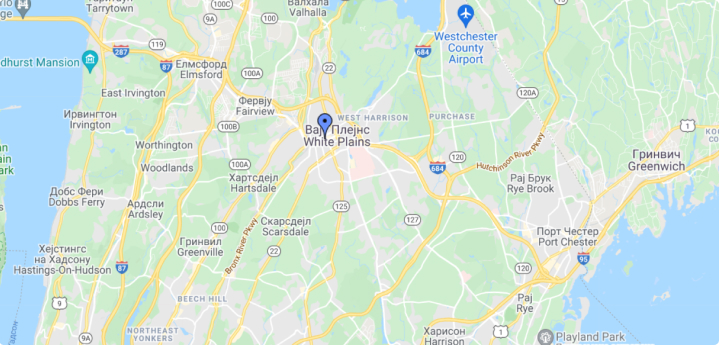 Таритаун
Tarrytown
ВАЛХАЛА
Valhalla
287
119
87
22
684
Westchester
County
Airport
dhurst Mansion
Елмсфорд
Elmsford
100A
East Irvington
Фервју
Fairview
120A
Ирвингтон
Irvington
100B
WEST HARRISON
PURCHASE
1
Вајт Плејнс
White Plains
Hutchinson River Pkwy
Worthington
Woodlands
100A
120
684
Гринвич
Greenwich
Хартсдејл
Hartsdale
Рај Брук
Rye Brook
Добс Фери
Dobbs Ferry
Ардсли
Ardsley
125
127
Скарсдејл
Scarsdale
Bronx River Pkwy
Порт Честер
Port Chester
Гринвил
Greenville
Хејстингс
на Хадсону
Hastings-On-Hudson
87
120
95
9
BEECH HILL
Рај
Rye
NORTHEAST
YONKERS
22
Харисон
Harrison
1
Playland Park